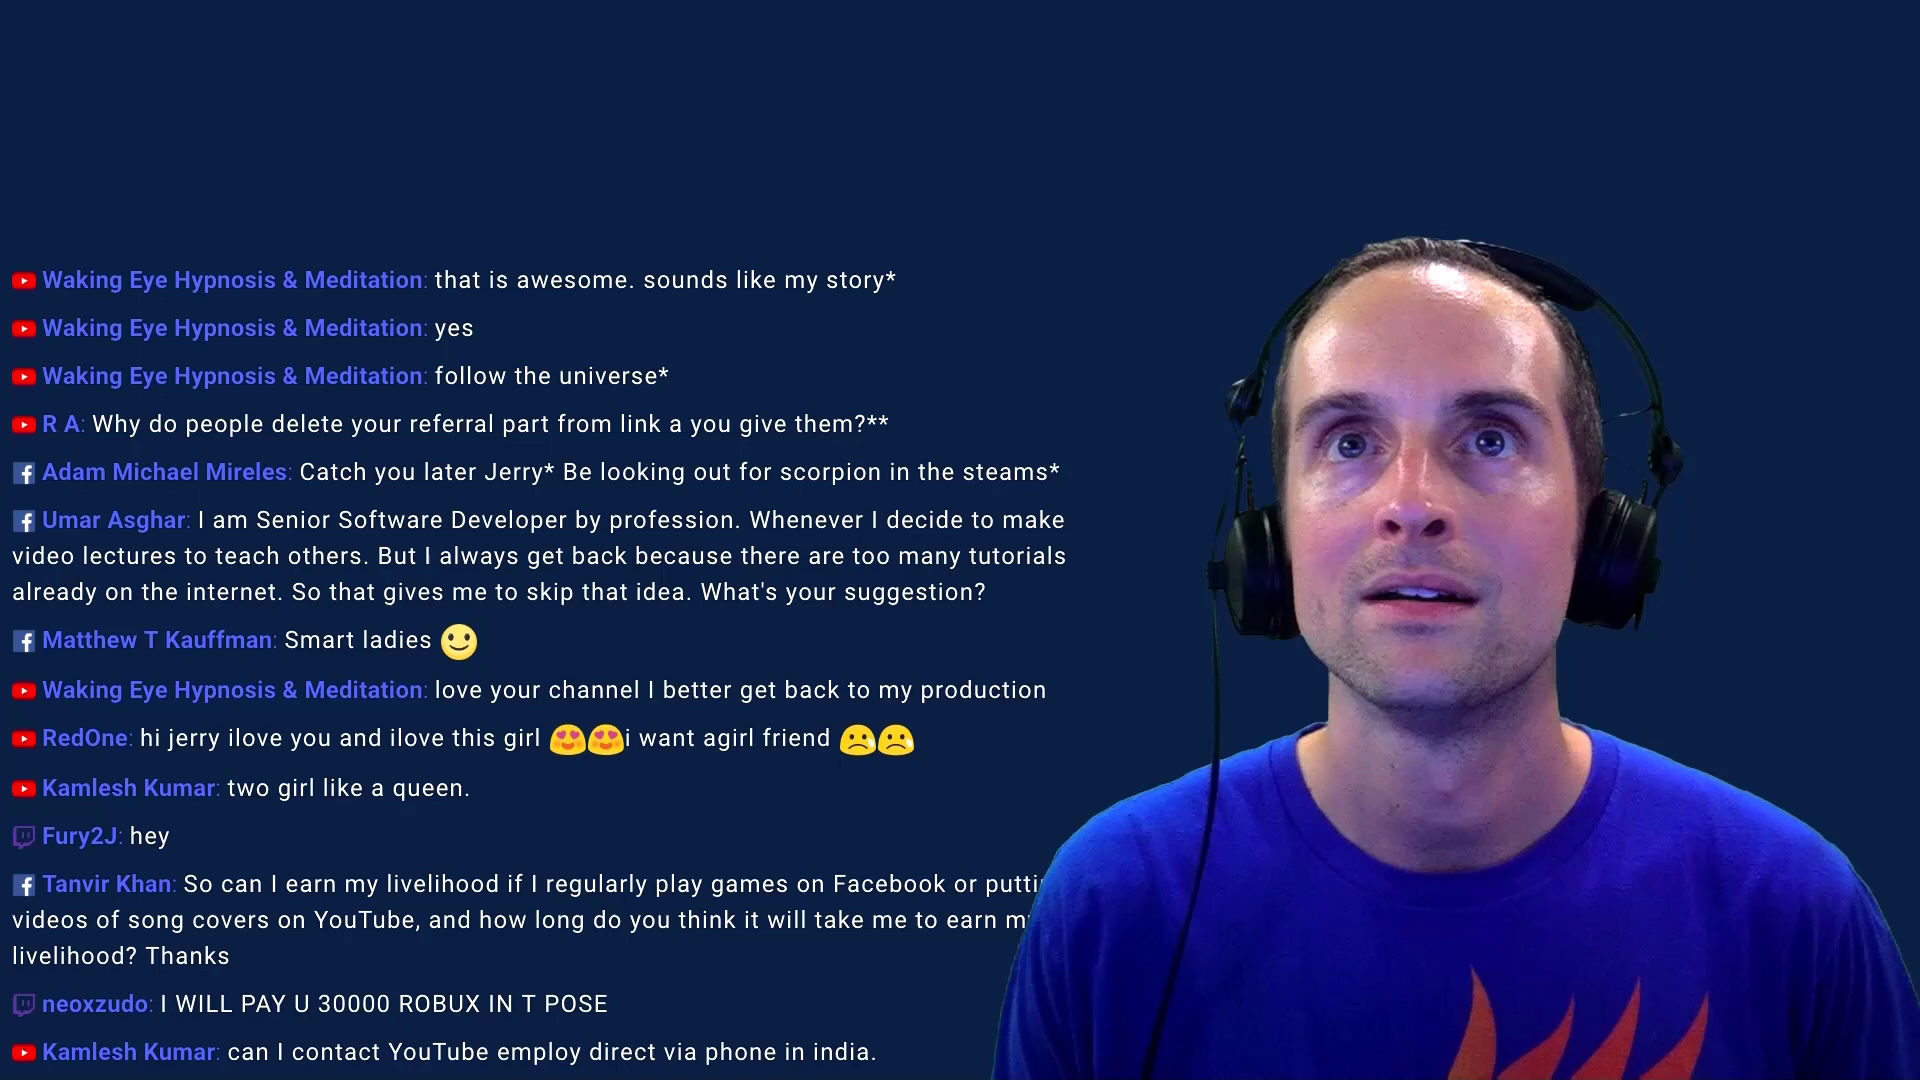 Waking Eye Hypnosis & Meditation: that is awesome. sounds like my story*
Waking Eye Hypnosis & Meditation: yes
Waking Eye Hypnosis & Meditation: follow the universe*
R A: Why do people delete your referral part from link a you give them?**
Adam Michael Mireles: Catch you later Jerry* Be looking out for scorpion in the steams*
Umar Asghar: I am Senior Software Developer by profession. Whenever I decide to make
video lectures to teach others. But I always get back because there are too many tutorials
already on the internet. So that gives me to skip that idea. What's your suggestion?
Matthew T Kauffman: Smart ladies 🙂
Waking Eye Hypnosis & Meditation: love your channel I better get back to my production
RedOne: hi jerry ilove you and ilove this girl 😍😍i want agirl friend 😢😢
Kamlesh Kumar: two girl like a queen.
Fury2J: hey
Tanvir Khan: So can I earn my livelihood if I regularly play games on Facebook or
videos of song covers on YouTube, and how long do you think it will take me to earn
livelihood? Thanks
neoxzudo: I WILL PAY U 30000 ROBUX IN T POSE
Kamlesh Kumar: can I contact YouTube employ direct via phone in india.